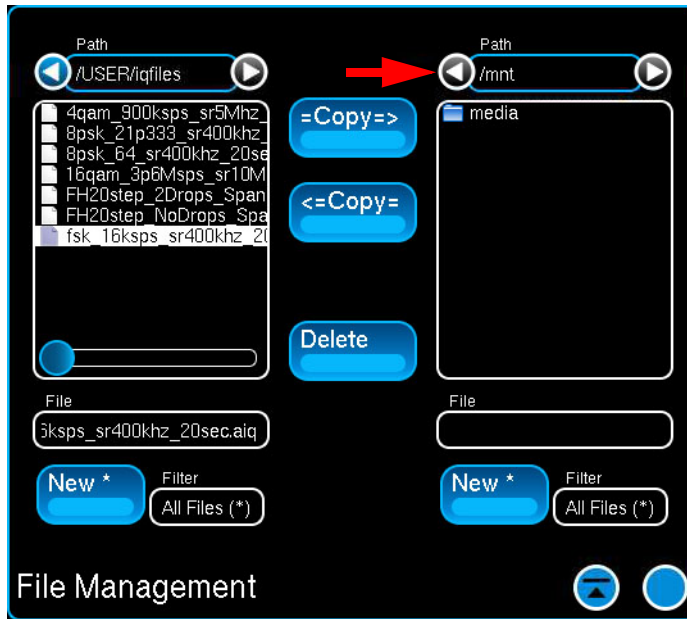 Path
/USER/iqfiles
4qam_900ksps_sr5Mhz_
8psk_21p333_sr400khz_
8psk_64_sr400khz_20se
16qam_3p6Msps_sr10M
FH20step_2Drops_Span
FH20step_NoDrops_Spa
fsk_16ksps_sr400khz_20
File
6ksps_sr400khz_20sec.aiq
New *
Filter
All Files (*)
=Copy=>
<=Copy=
Delete
Path
/mnt
media
File
New *
Filter
All Files (*)
File Management